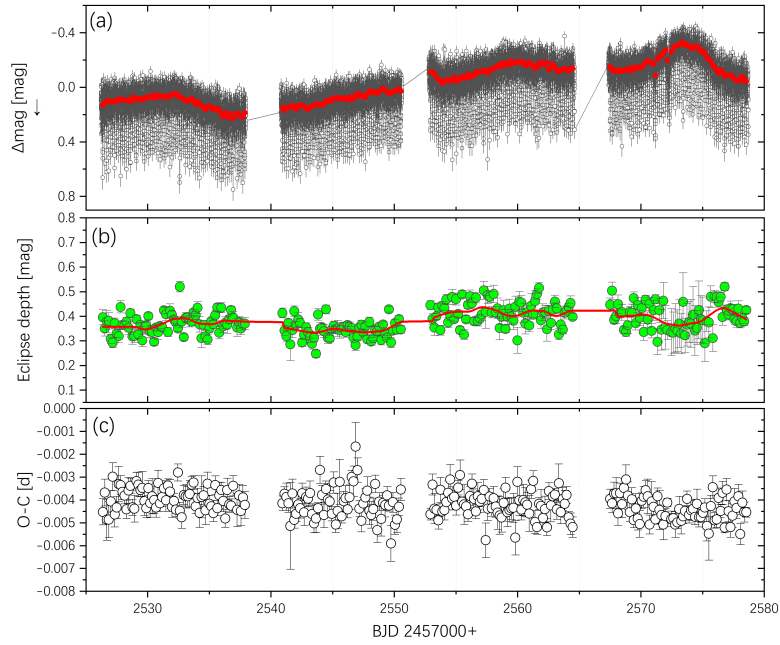 (a)
-0.4
0.0
0.4
0.8
Δmag [mag]
←
(b)
0.8
0.7
0.6
0.5
0.4
0.3
0.2
0.1
Eclipse depth [mag]
(c)
0.000
-0.001
-0.002
-0.003
-0.004
-0.005
-0.006
-0.007
-0.008
O-C [d]
2530 2540 2550 2560 2570 2580
BJD 2457000+